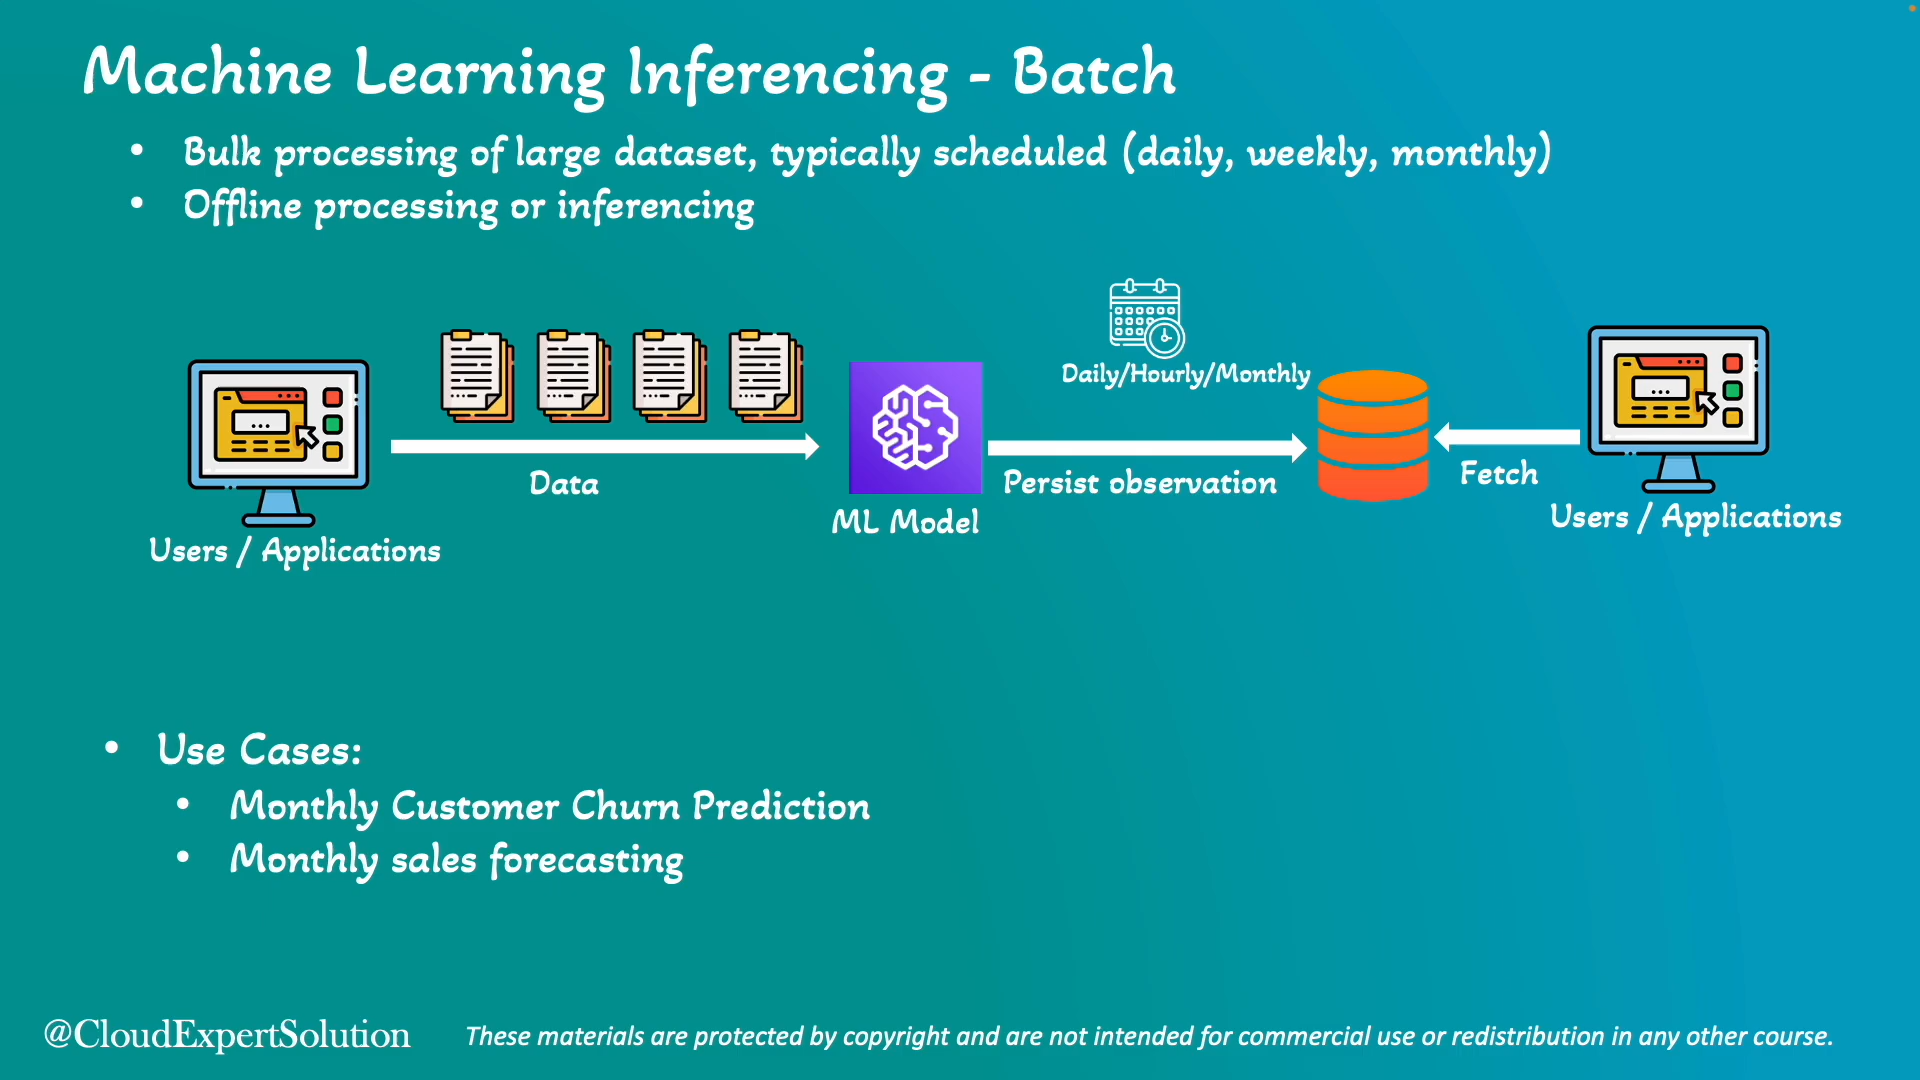 Machine Learning Inferencing - Batch
• Bulk processing of large dataset, typically scheduled (daily, weekly, monthly)
• Offline processing or inferencing
Daily/Hourly/Monthly
Data
Persist observation
Fetch
ML Model
Users / Applications
Users / Applications
• Use Cases:
• Monthly Customer Churn Prediction
• Monthly sales forecasting
@CloudExpertSolution
These materials are protected by copyright and are not intended for commercial use or redistribution in any other course.